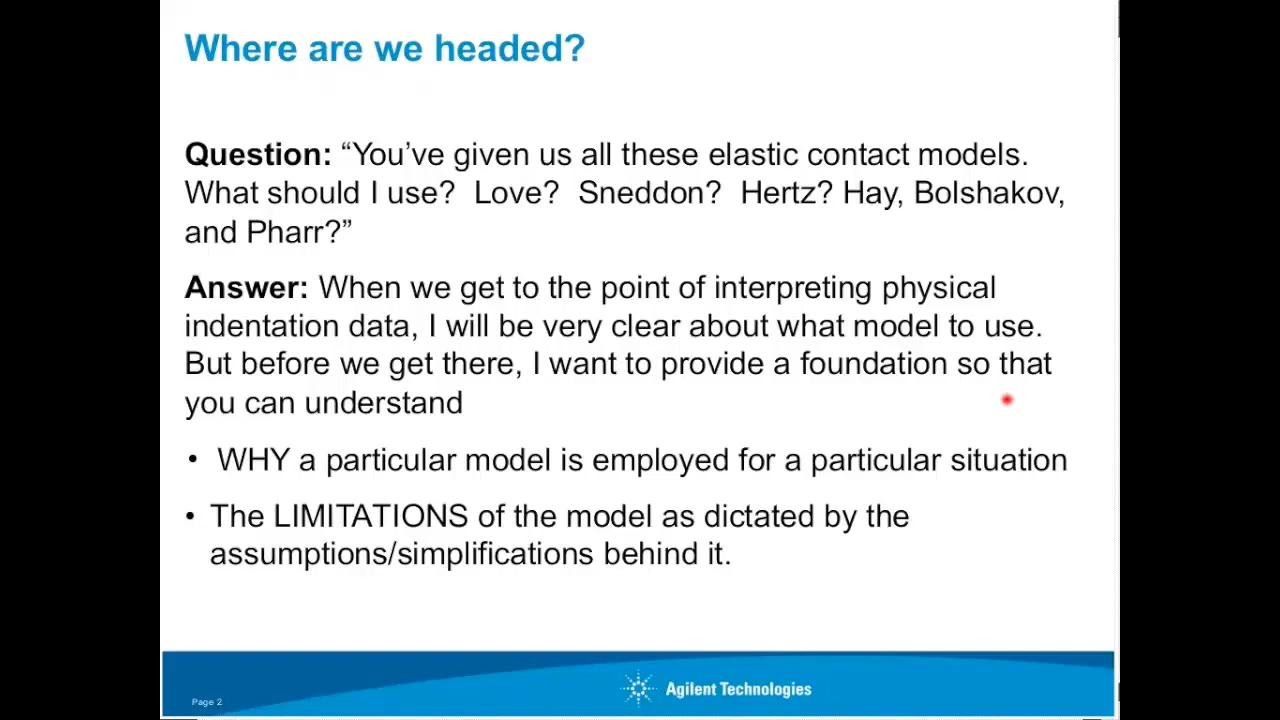 Where are we headed?
Question: “You’ve given us all these elastic contact models.
What should I use? Love? Sneddon? Hertz? Hay, Bolshakov,
and Pharr?”
Answer: When we get to the point of interpreting physical
indentation data, I will be very clear about what model to use.
But before we get there, I want to provide a foundation so that
you can understand
• WHY a particular model is employed for a particular situation
• The LIMITATIONS of the model as dictated by the
assumptions/simplifications behind it.
Page 2
Agilent Technologies